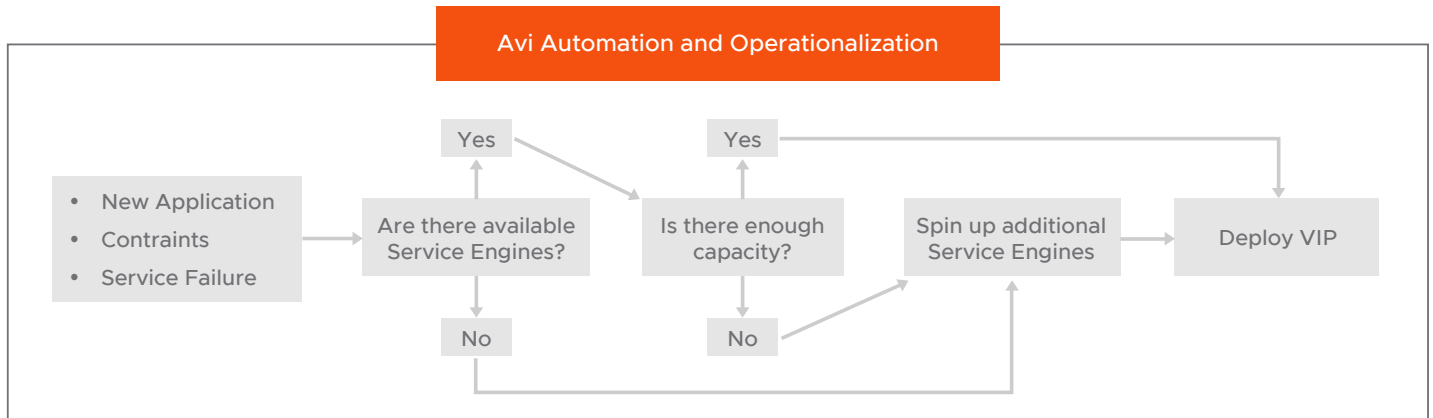 Avi Automation and Operationalization
Yes
Yes
• New Application
• Contraints
• Service Failure
Are there available
Service Engines?
Is there enough
capacity?
Spin up additional
Service Engines
Deploy VIP
No
No